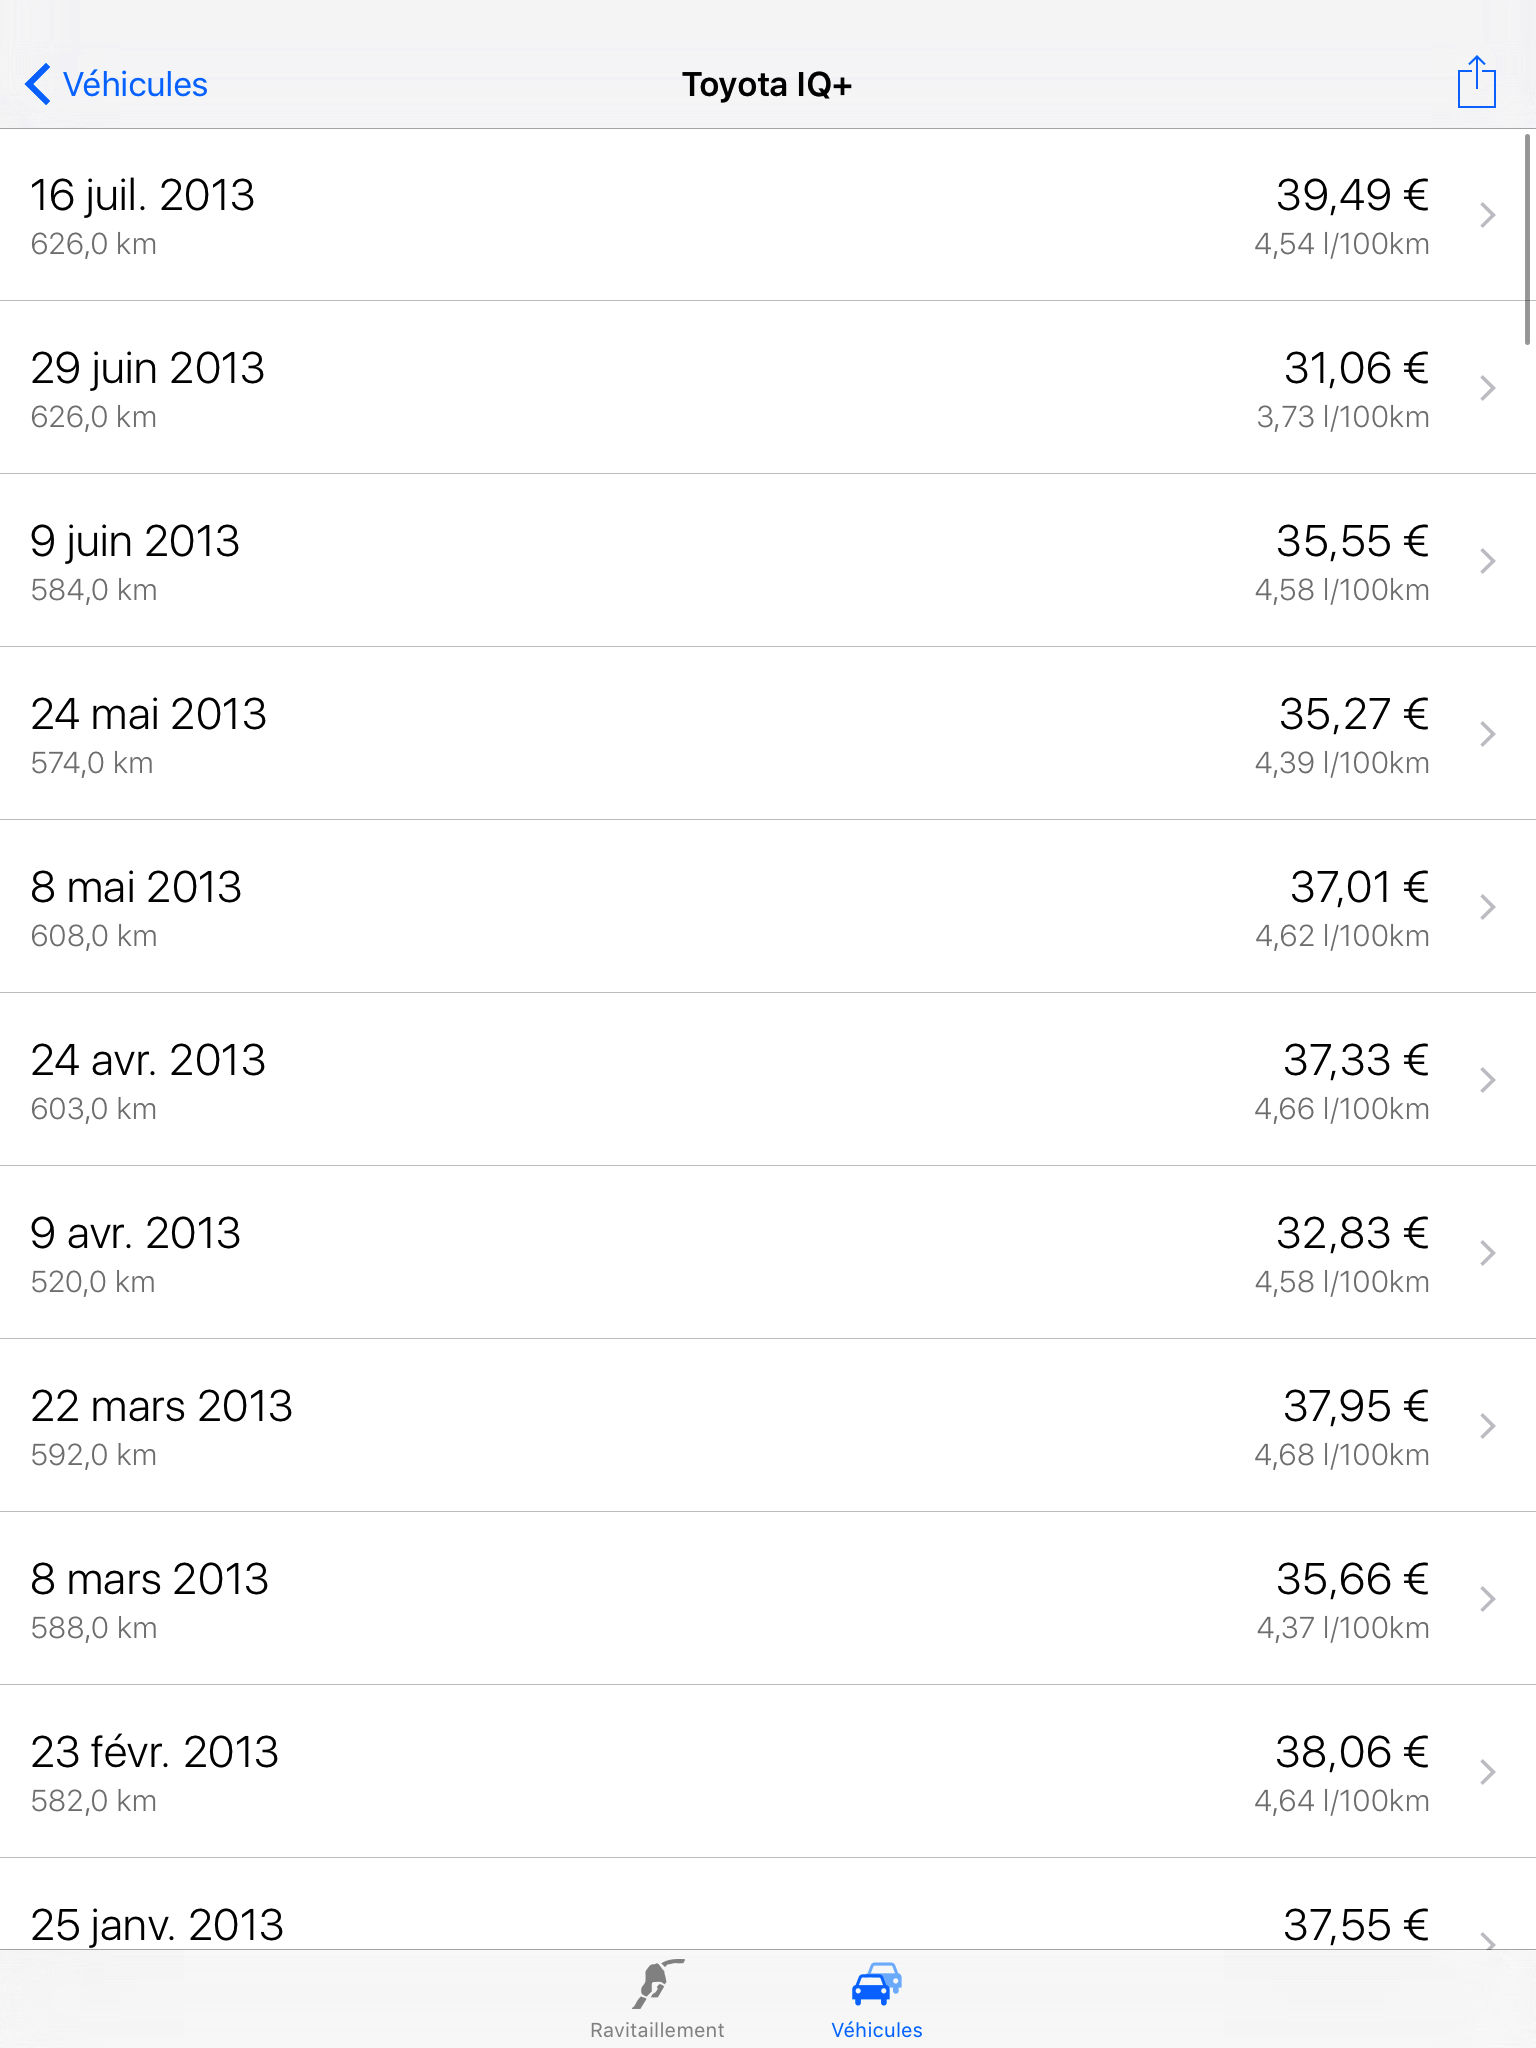 Véhicules
Toyota IQ+
16 juil. 2013
39,49 €
626,0 km
4,54 l/100km
29 juin 2013
31,06 €
626,0 km
3,73 l/100km
9 juin 2013
35,55 €
584,0 km
4,58 l/100km
24 mai 2013
35,27 €
574,0 km
4,39 l/100km
8 mai 2013
37,01 €
608,0 km
4,62 l/100km
24 avr. 2013
37,33 €
603,0 km
4,66 l/100km
9 avr. 2013
32,83 €
520,0 km
4,58 l/100km
22 mars 2013
37,95 €
592,0 km
4,68 l/100km
8 mars 2013
35,66 €
588,0 km
4,37 l/100km
23 févr. 2013
38,06 €
582,0 km
4,64 l/100km
25 janv. 2013
37,55 €
Ravitaillement
Véhicules